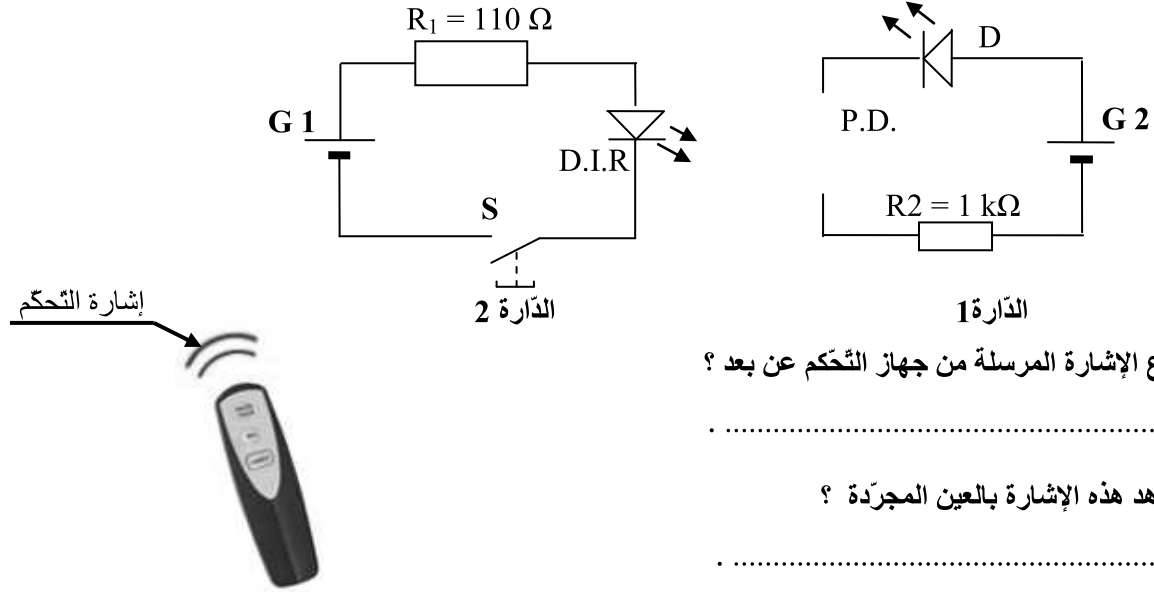 R₁ = 110 Ω
D
G 1
P.D.
G 2
D.I.R
S
R2 = 1 kΩ
الدّارة 2
الدّارة1
إشارة التّحكّم
ع الإشارة المرسلة من جهاز التّحّكم عن بعد ؟
................................................ .
هد هذه الإشارة بالعين المجرّدة ؟
................................................ .